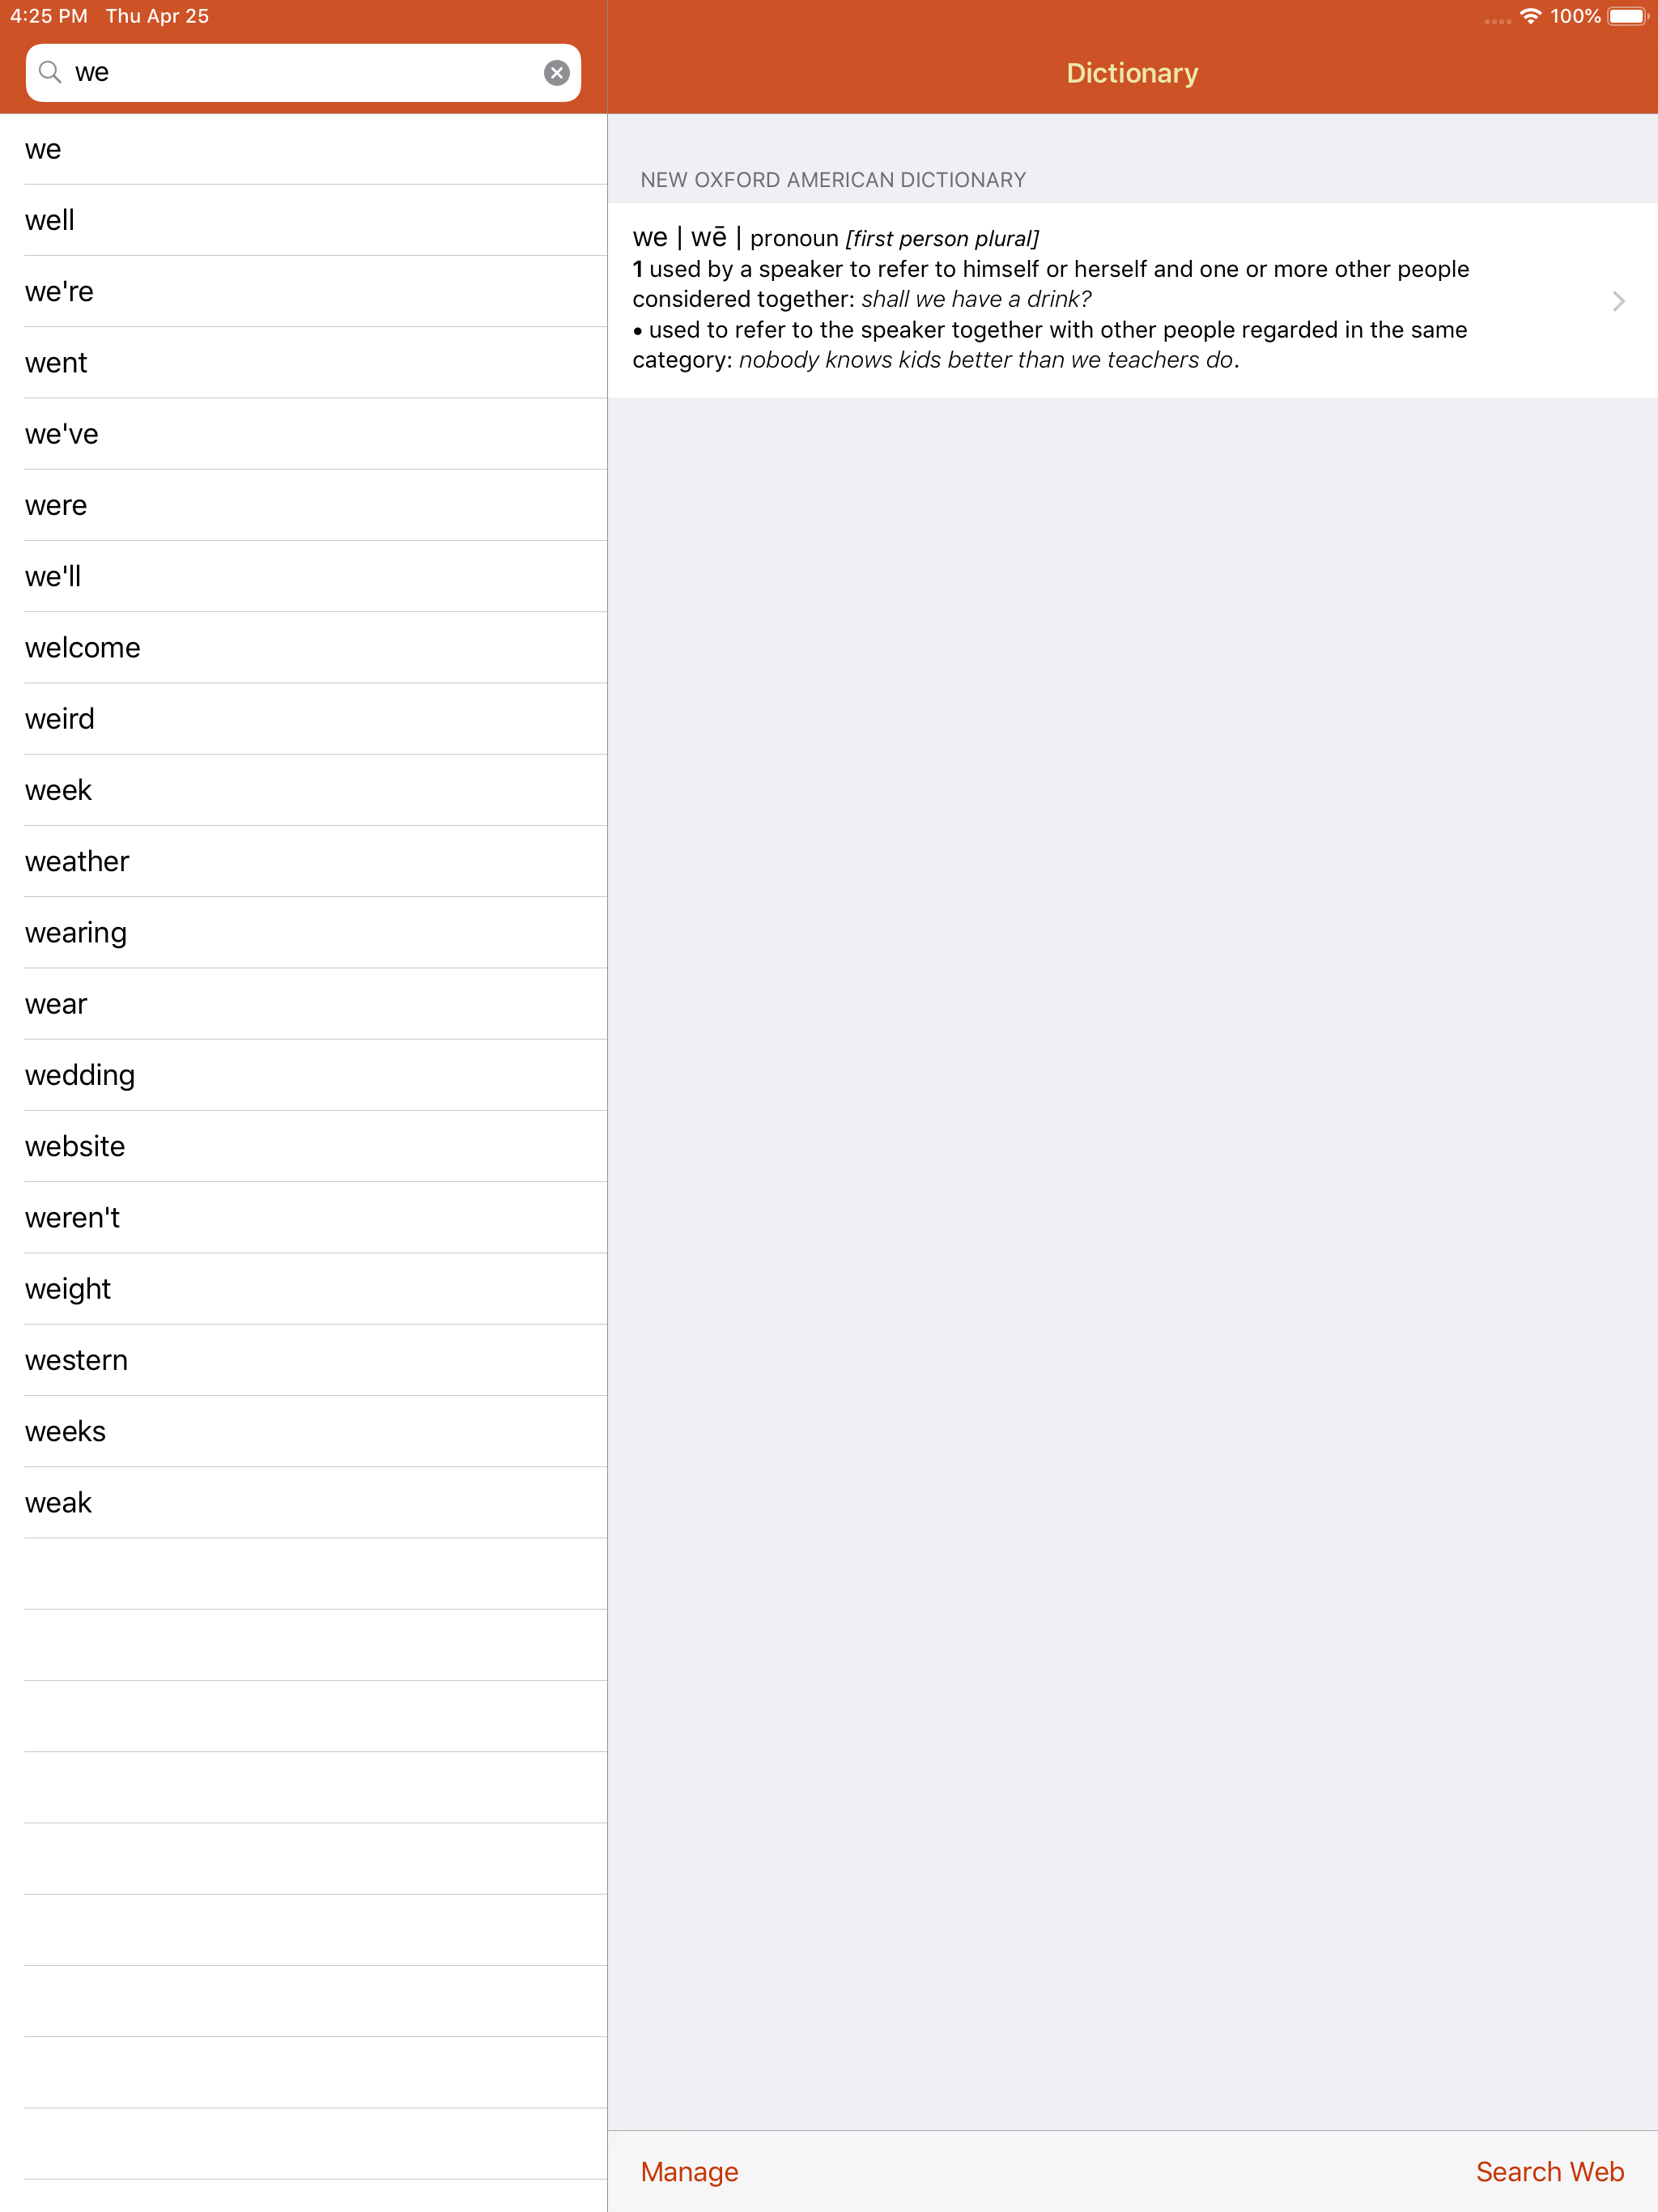 4:25 PM Thu Apr 25
100%
we
Dictionary
we
well
we're
went
we've
were
we'll
welcome
weird
week
weather
wearing
wear
wedding
website
weren't
weight
western
weeks
weak
NEW OXFORD AMERICAN DICTIONARY
we | wē | pronoun [first person plural]
1 used by a speaker to refer to himself or herself and one or more other people
considered together: shall we have a drink?
• used to refer to the speaker together with other people regarded in the same
category: nobody knows kids better than we teachers do.
Manage
Search Web